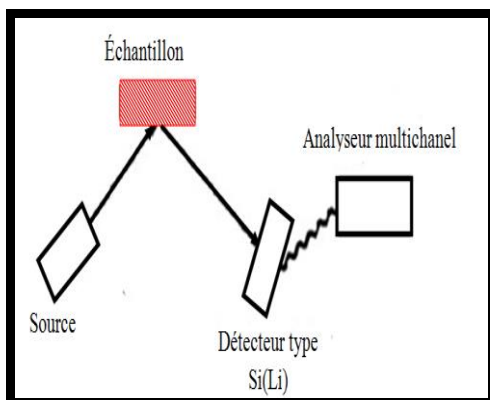 Échantillon
Analyseur multichanel
Source
Détecteur type
Si(Li)